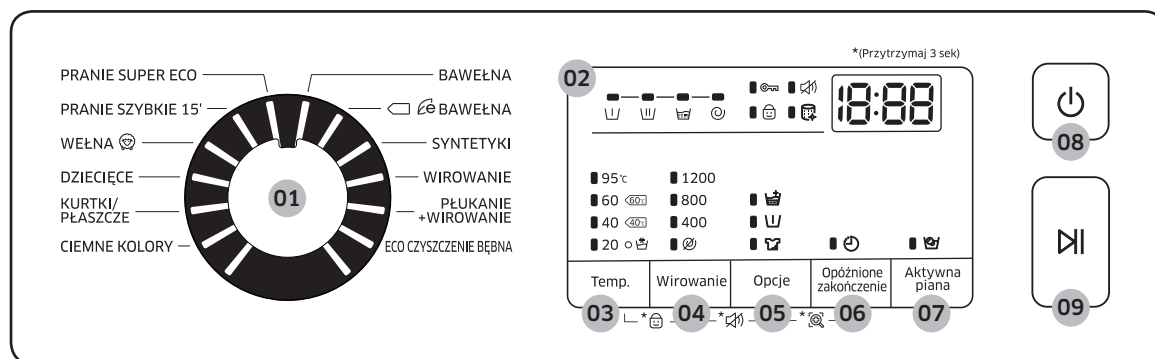 *(Przytrzymaj 3 sek)
PRANIE SUPER ECO
BAWEŁNA
PRANIE SZYBKIE 15'
BAWEŁNA
WEŁNA
SYNTETYKI
DZIECIĘCE
WIROWANIE
KURTKI/
PŁASZCZE
PŁUKANIE
+WIROWANIE
CIEMNE KOLORY
ECO CZYSZCZENIE BĘBNA
01
02
18:88
95℃ 1200
60 60℃ 800
40 40℃ 400
20
Temp.
Wirowanie
Opcje
Opóźnione
zakończenie
Aktywna
piana
03
04
05
06
07
* * *
08
09